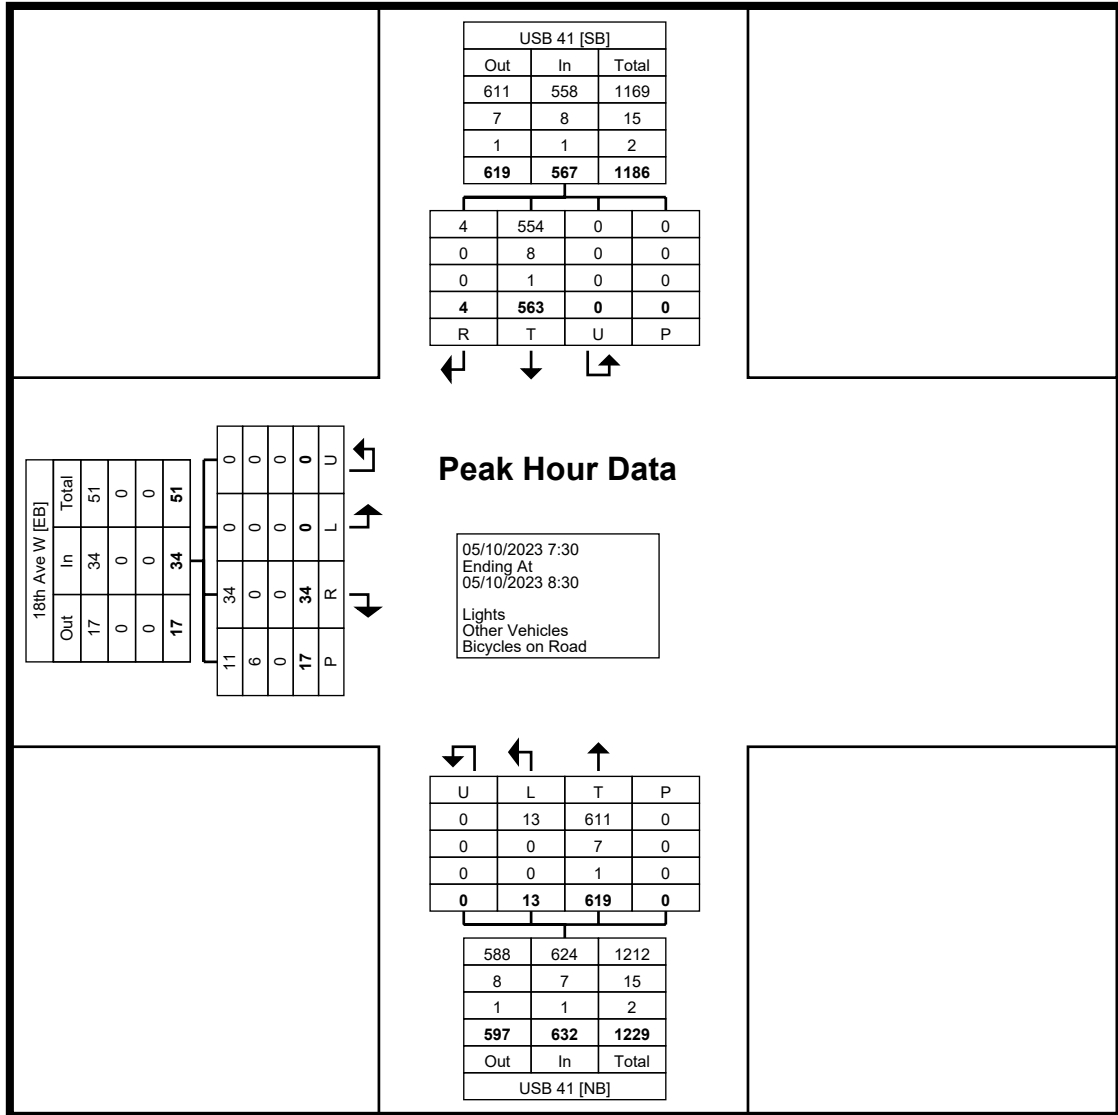 USB 41 [SB]
Out In Total
611 558 1169
7 8 15
1 1 2
619 567 1186
4 554 0 0
0 8 0 0
0 1 0 0
4 563 0 0
R T U P
18th Ave W [EB]
Out In Total
17 34 51
0 0 0
0 0 0
17 34 51
11 34 0 0
6 0 0 0
0 0 0 0
17 34 0 0
P R L U
Peak Hour Data
05/10/2023 7:30
Ending At
05/10/2023 8:30
Lights
Other Vehicles
Bicycles on Road
U L T P
0 13 611 0
0 0 7 0
0 0 1 0
0 13 619 0
588 624 1212
8 7 15
1 1 2
597 632 1229
Out In Total
USB 41 [NB]